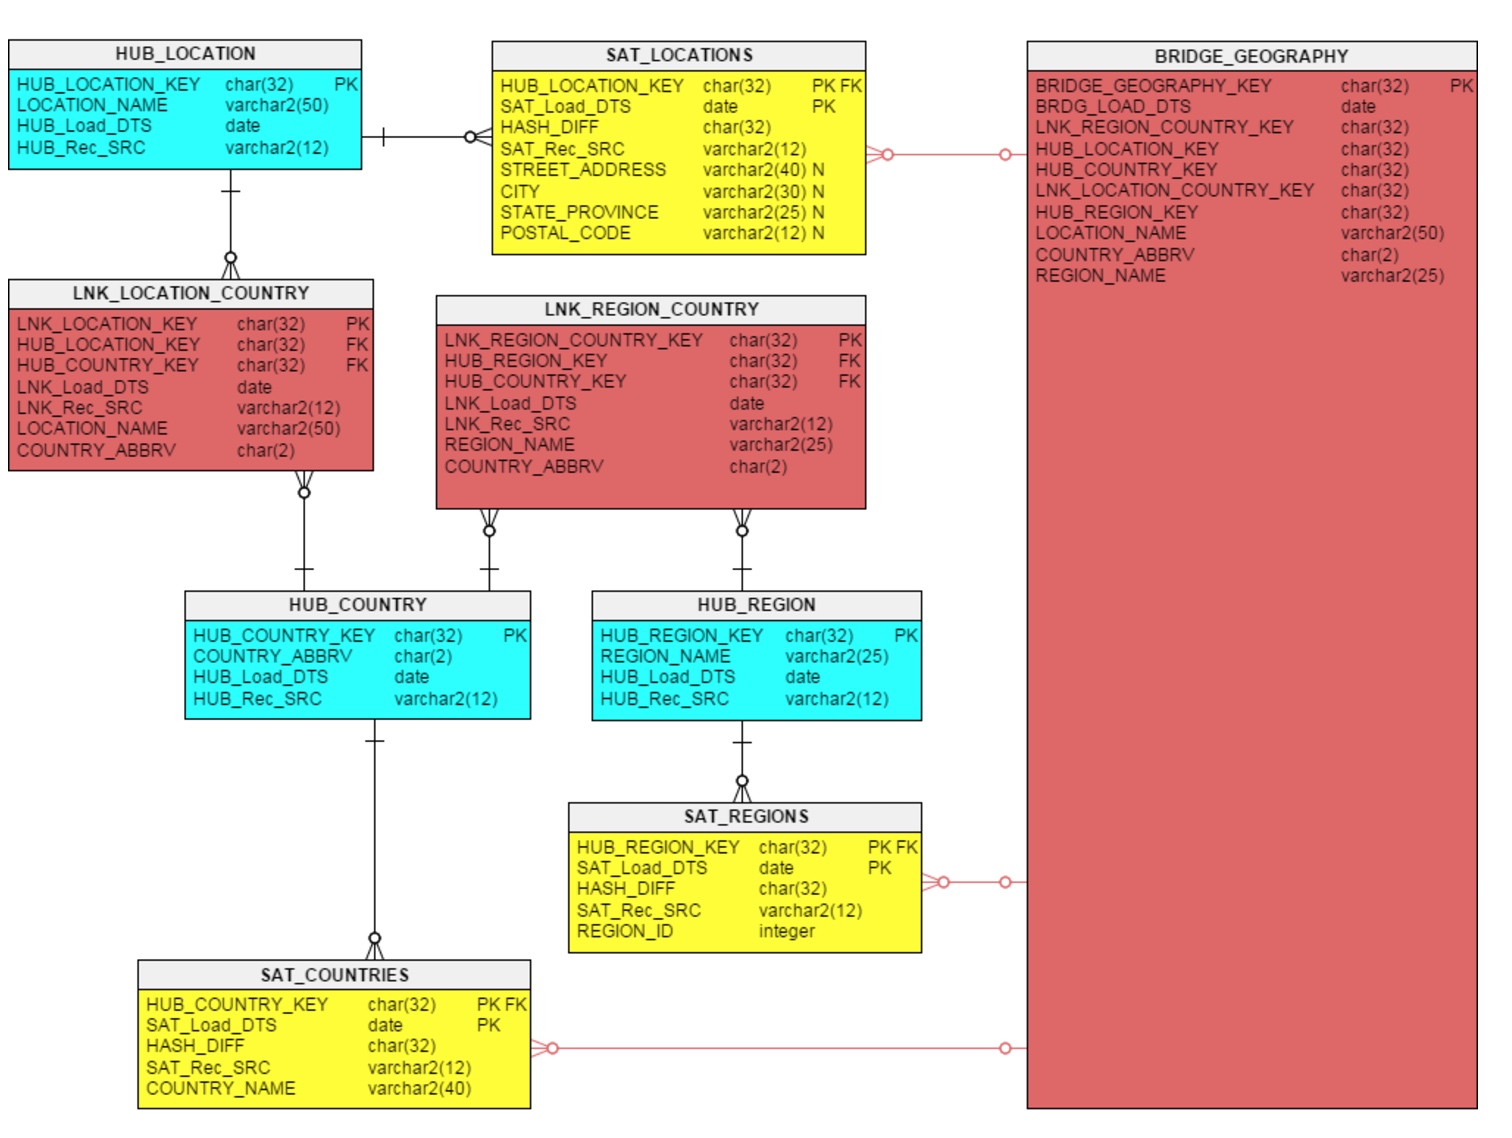 HUB_LOCATION
HUB_LOCATION_KEY char(32) PK
LOCATION_NAME varchar2(50)
HUB_Load_DTS date
HUB_Rec_SRC varchar2(12)
SAT_LOCATIONS
HUB_LOCATION_KEY char(32) PK FK
SAT_Load_DTS date PK
HASH_DIFF char(32)
SAT_Rec_SRC varchar2(12)
STREET_ADDRESS varchar2(40) N
CITY varchar2(30) N
STATE_PROVINCE varchar2(25) N
POSTAL_CODE varchar2(12) N
BRIDGE_GEOGRAPHY
BRIDGE_GEOGRAPHY_KEY char(32) PK
BRDG_LOAD_DTS date
LNK_REGION_COUNTRY_KEY char(32)
HUB_LOCATION_KEY char(32)
HUB_COUNTRY_KEY char(32)
LNK_LOCATION_COUNTRY_KEY char(32)
HUB_REGION_KEY char(32)
LOCATION_NAME varchar2(50)
COUNTRY_ABBRV char(2)
REGION_NAME varchar2(25)
LNK_LOCATION_COUNTRY
LNK_LOCATION_KEY char(32) PK
HUB_LOCATION_KEY char(32) FK
HUB_COUNTRY_KEY char(32) FK
LNK_Load_DTS date
LNK_Rec_SRC varchar2(12)
LOCATION_NAME varchar2(50)
COUNTRY_ABBRV char(2)
LNK_REGION_COUNTRY
LNK_REGION_COUNTRY_KEY char(32) PK
HUB_REGION_KEY char(32) FK
HUB_COUNTRY_KEY char(32) FK
LNK_Load_DTS date
LNK_Rec_SRC varchar2(12)
REGION_NAME varchar2(25)
COUNTRY_ABBRV char(2)
HUB_COUNTRY
HUB_COUNTRY_KEY char(32) PK
COUNTRY_ABBRV char(2)
HUB_Load_DTS date
HUB_Rec_SRC varchar2(12)
HUB_REGION
HUB_REGION_KEY char(32) PK
REGION_NAME varchar2(25)
HUB_Load_DTS date
HUB_Rec_SRC varchar2(12)
SAT_REGIONS
HUB_REGION_KEY char(32) PK FK
SAT_Load_DTS date PK
HASH_DIFF char(32)
SAT_Rec_SRC varchar2(12)
REGION_ID integer
SAT_COUNTRIES
HUB_COUNTRY_KEY char(32) PK FK
SAT_Load_DTS date PK
HASH_DIFF char(32)
SAT_Rec_SRC varchar2(12)
COUNTRY_NAME varchar2(40)